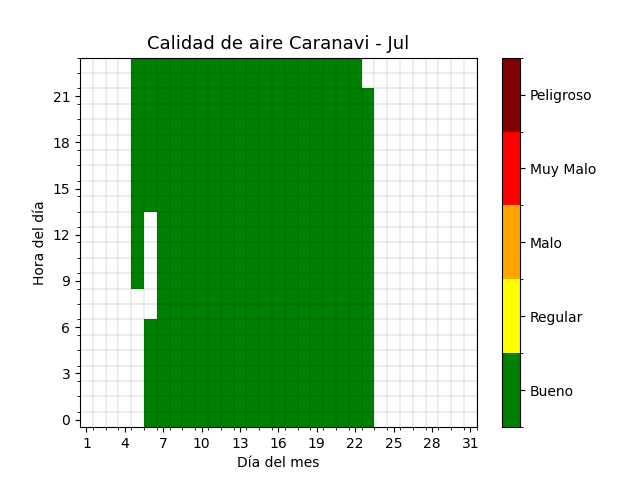 Calidad de aire Caranavi - Jul
Hora del día
21
18
15
12
9
6
3
0
1 4 7 10 13 16 19 22 25 28 31
Día del mes
Peligroso
Muy Malo
Malo
Regular
Bueno